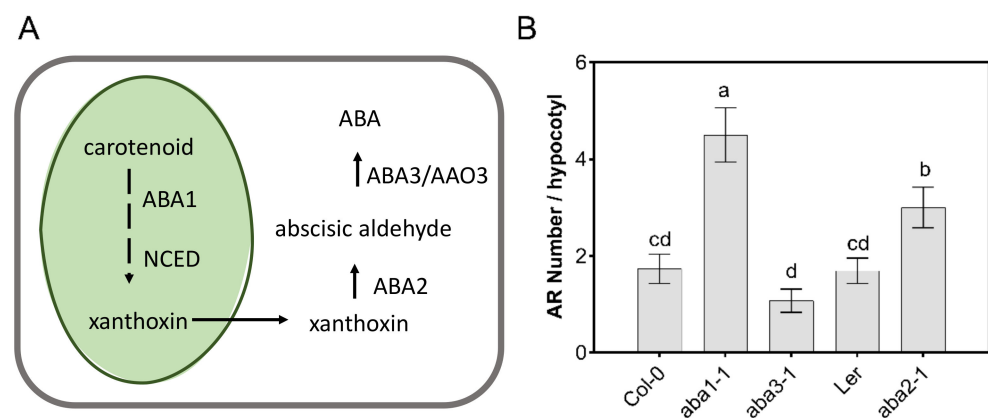 A
carotenoid
ABA1
NCED
xanthoxin
ABA
ABA3/AAO3
abscisic aldehyde
ABA2
xanthoxin
B
AR Number / hypocotyl
6
4
2
0
cd
a
d
cd
b
Col-0
aba1-1
aba3-1
Ler
aba2-1